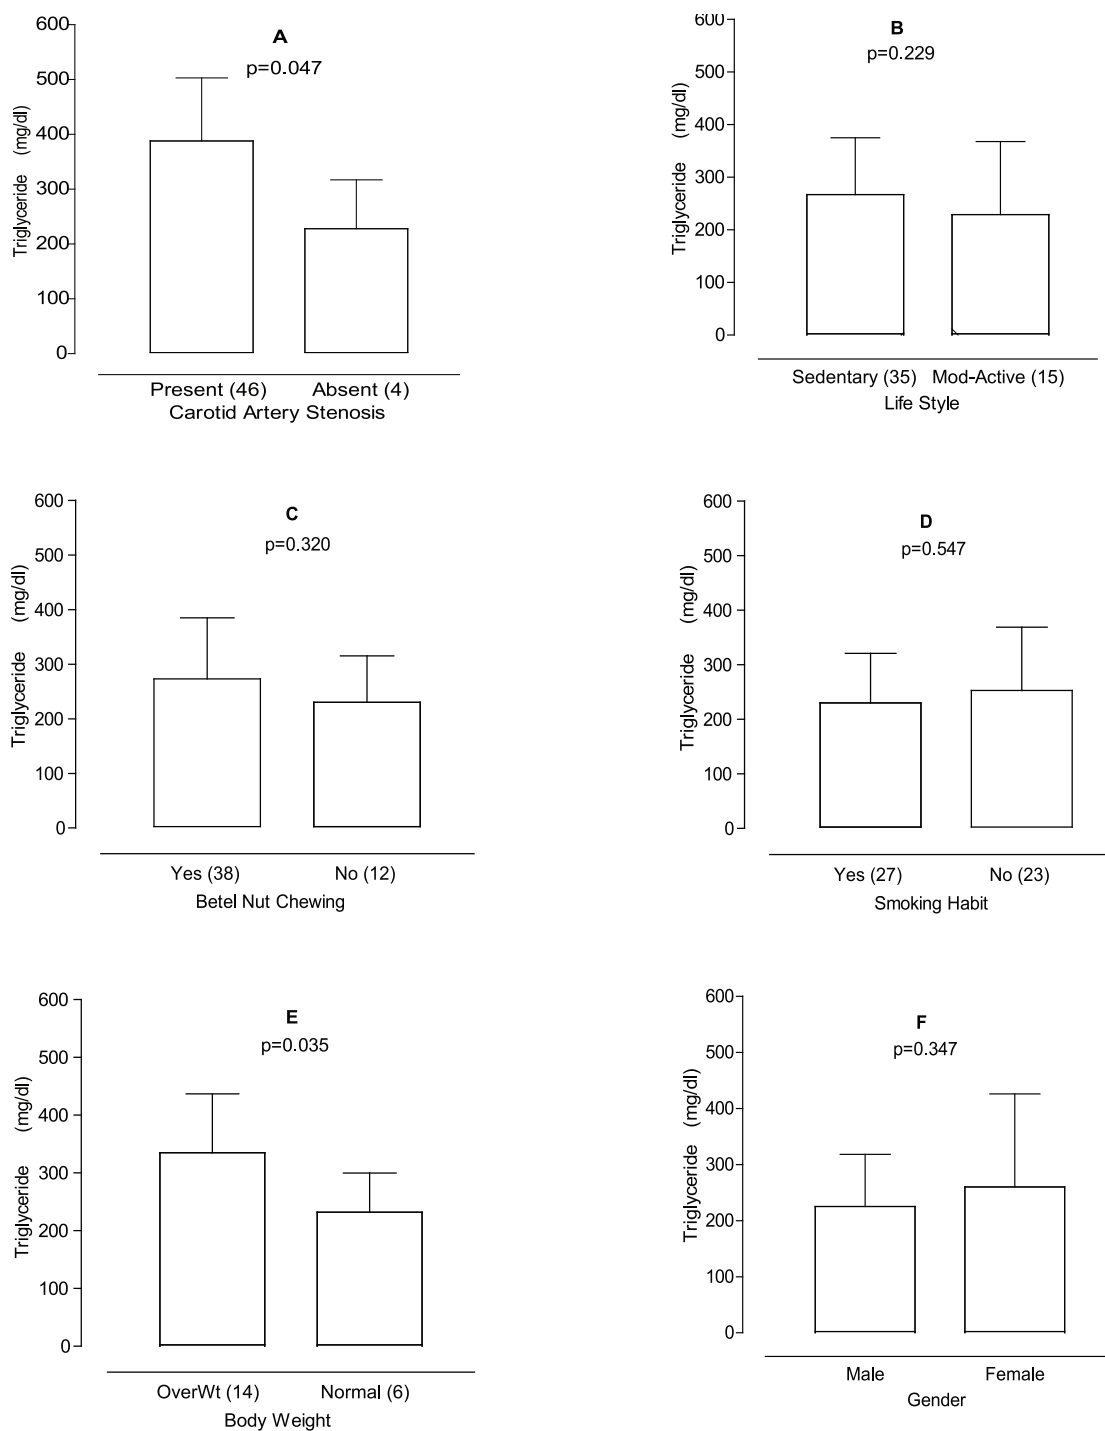 A
p=0.047
Triglyceride (mg/dl)
600
500
400
300
200
100
0
Present (46) Absent (4)
Carotid Artery Stenosis
B
p=0.229
Triglyceride (mg/dl)
600
500
400
300
200
100
0
Sedentary (35) Mod-Active (15)
Life Style
C
p=0.320
Triglyceride (mg/dl)
600
500
400
300
200
100
0
Yes (38) No (12)
Betel Nut Chewing
D
p=0.547
Triglyceride (mg/dl)
600
500
400
300
200
100
0
Yes (27) No (23)
Smoking Habit
E
p=0.035
Triglyceride (mg/dl)
600
500
400
300
200
100
0
OverWt (14) Normal (6)
Body Weight
F
p=0.347
Triglyceride (mg/dl)
600
500
400
300
200
100
0
Male Female
Gender